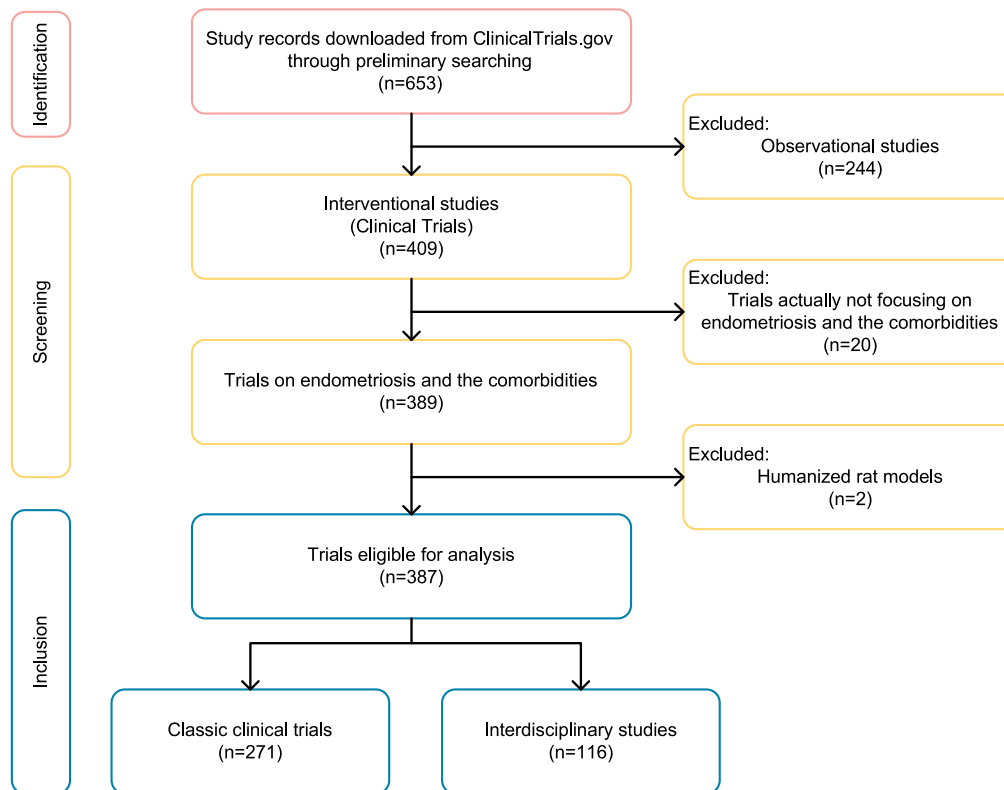 Identification
Study records downloaded from ClinicalTrials.gov
through preliminary searching
(n=653)
Excluded:
Observational studies
(n=244)
Screening
Interventional studies
(Clinical Trials)
(n=409)
Excluded:
Trials actually not focusing on
endometriosis and the comorbidities
(n=20)
Trials on endometriosis and the comorbidities
(n=389)
Excluded:
Humanized rat models
(n=2)
Inclusion
Trials eligible for analysis
(n=387)
Classic clinical trials
(n=271)
Interdisciplinary studies
(n=116)